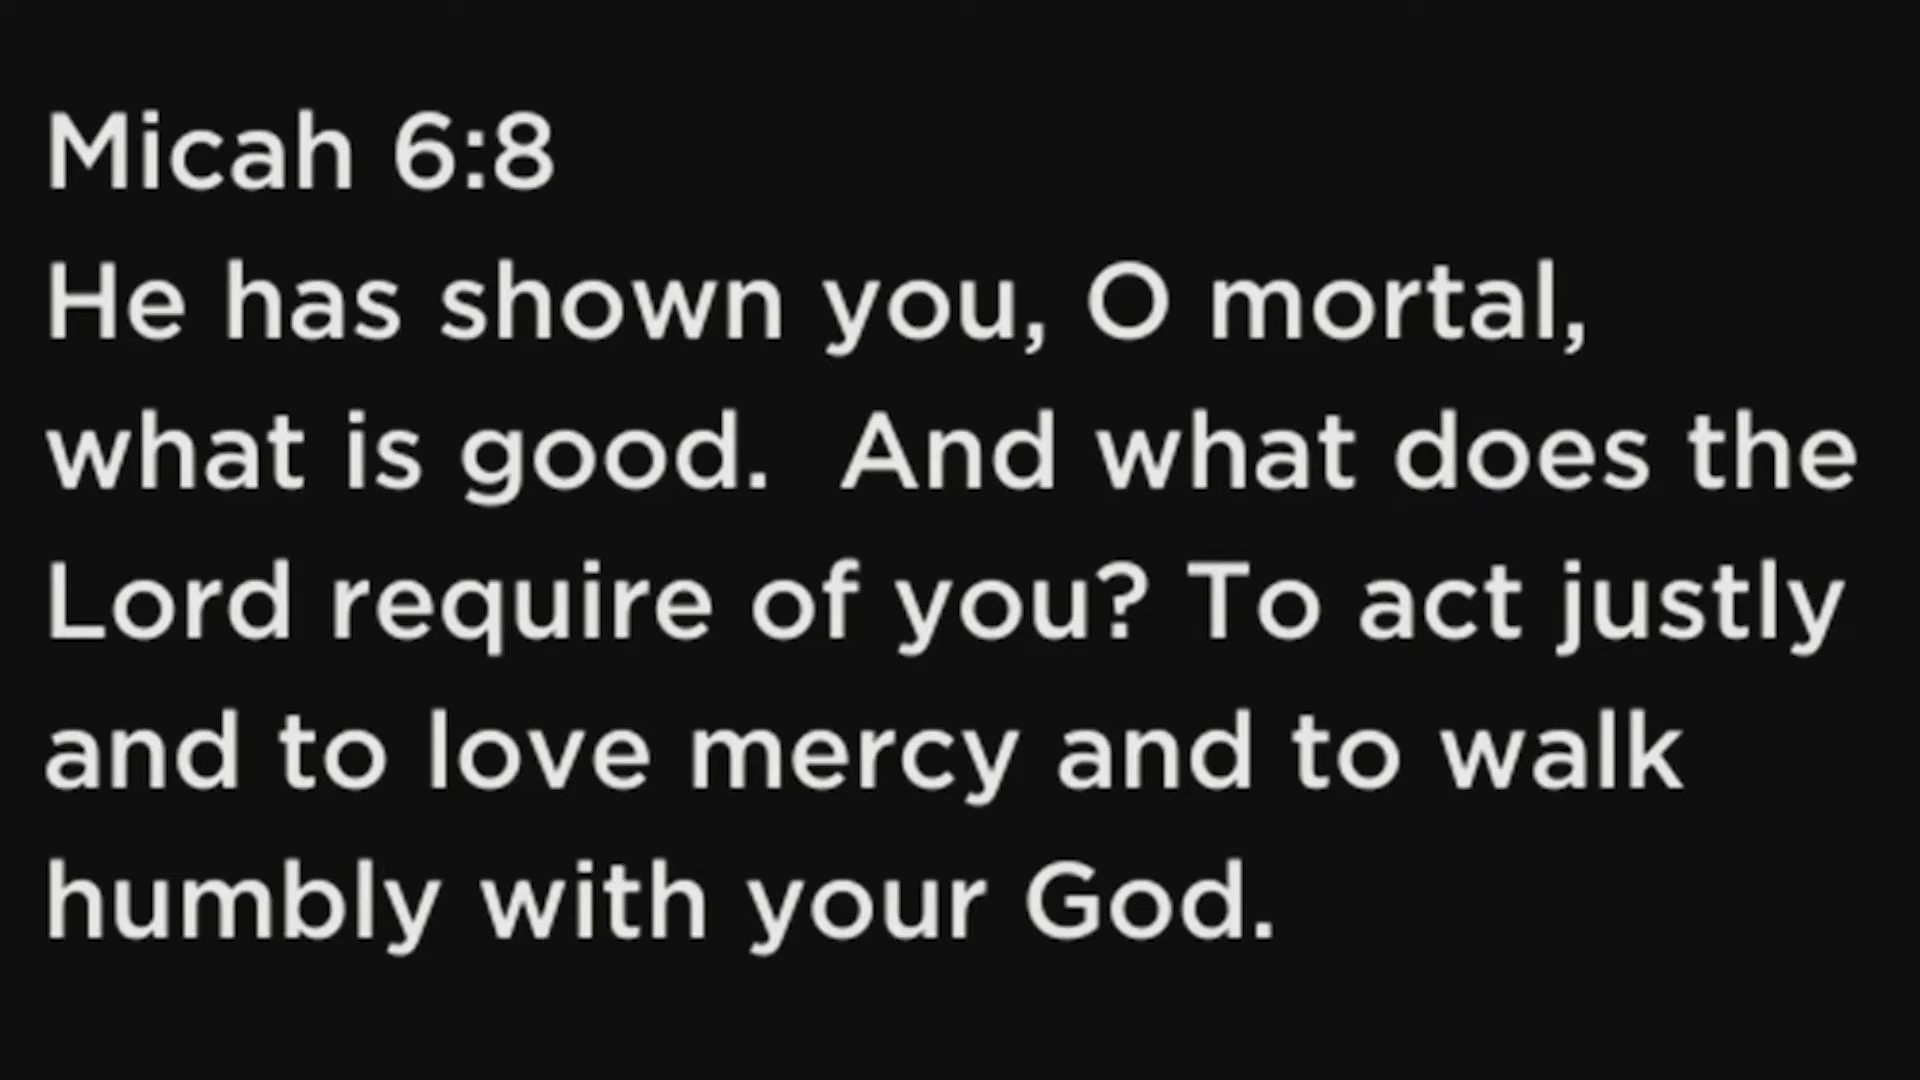 Micah 6:8
He has shown you, O mortal,
what is good.  And what does the
Lord require of you? To act justly
and to love mercy and to walk
humbly with your God.